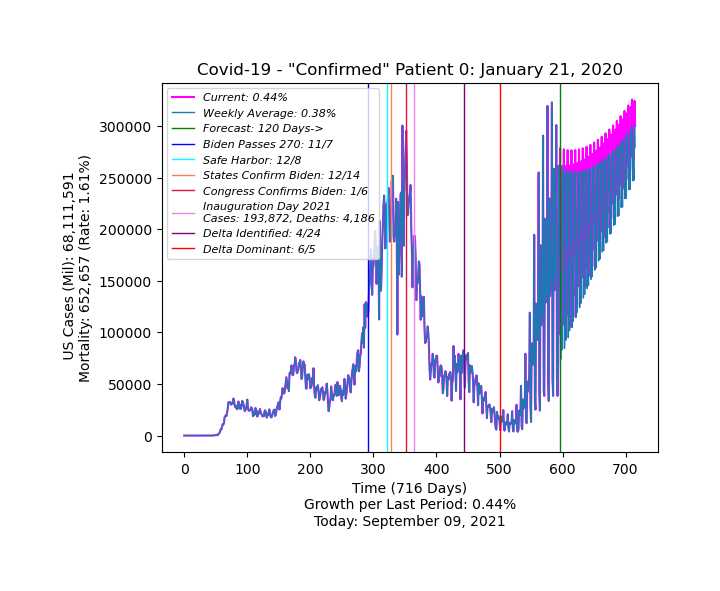 Covid-19 - "Confirmed" Patient 0: January 21, 2020
Current: 0.44%
Weekly Average: 0.38%
Forecast: 120 Days->
Biden Passes 270: 11/7
Safe Harbor: 12/8
States Confirm Biden: 12/14
Congress Confirms Biden: 1/6
Inauguration Day 2021
Cases: 193,872, Deaths: 4,186
Delta Identified: 4/24
Delta Dominant: 6/5
US Cases (Mil): 68,111,591
Mortality: 652,657 (Rate: 1.61%)
300000
250000
200000
150000
100000
50000
0
0 100 200 300 400 500 600 700
Time (716 Days)
Growth per Last Period: 0.44%
Today: September 09, 2021